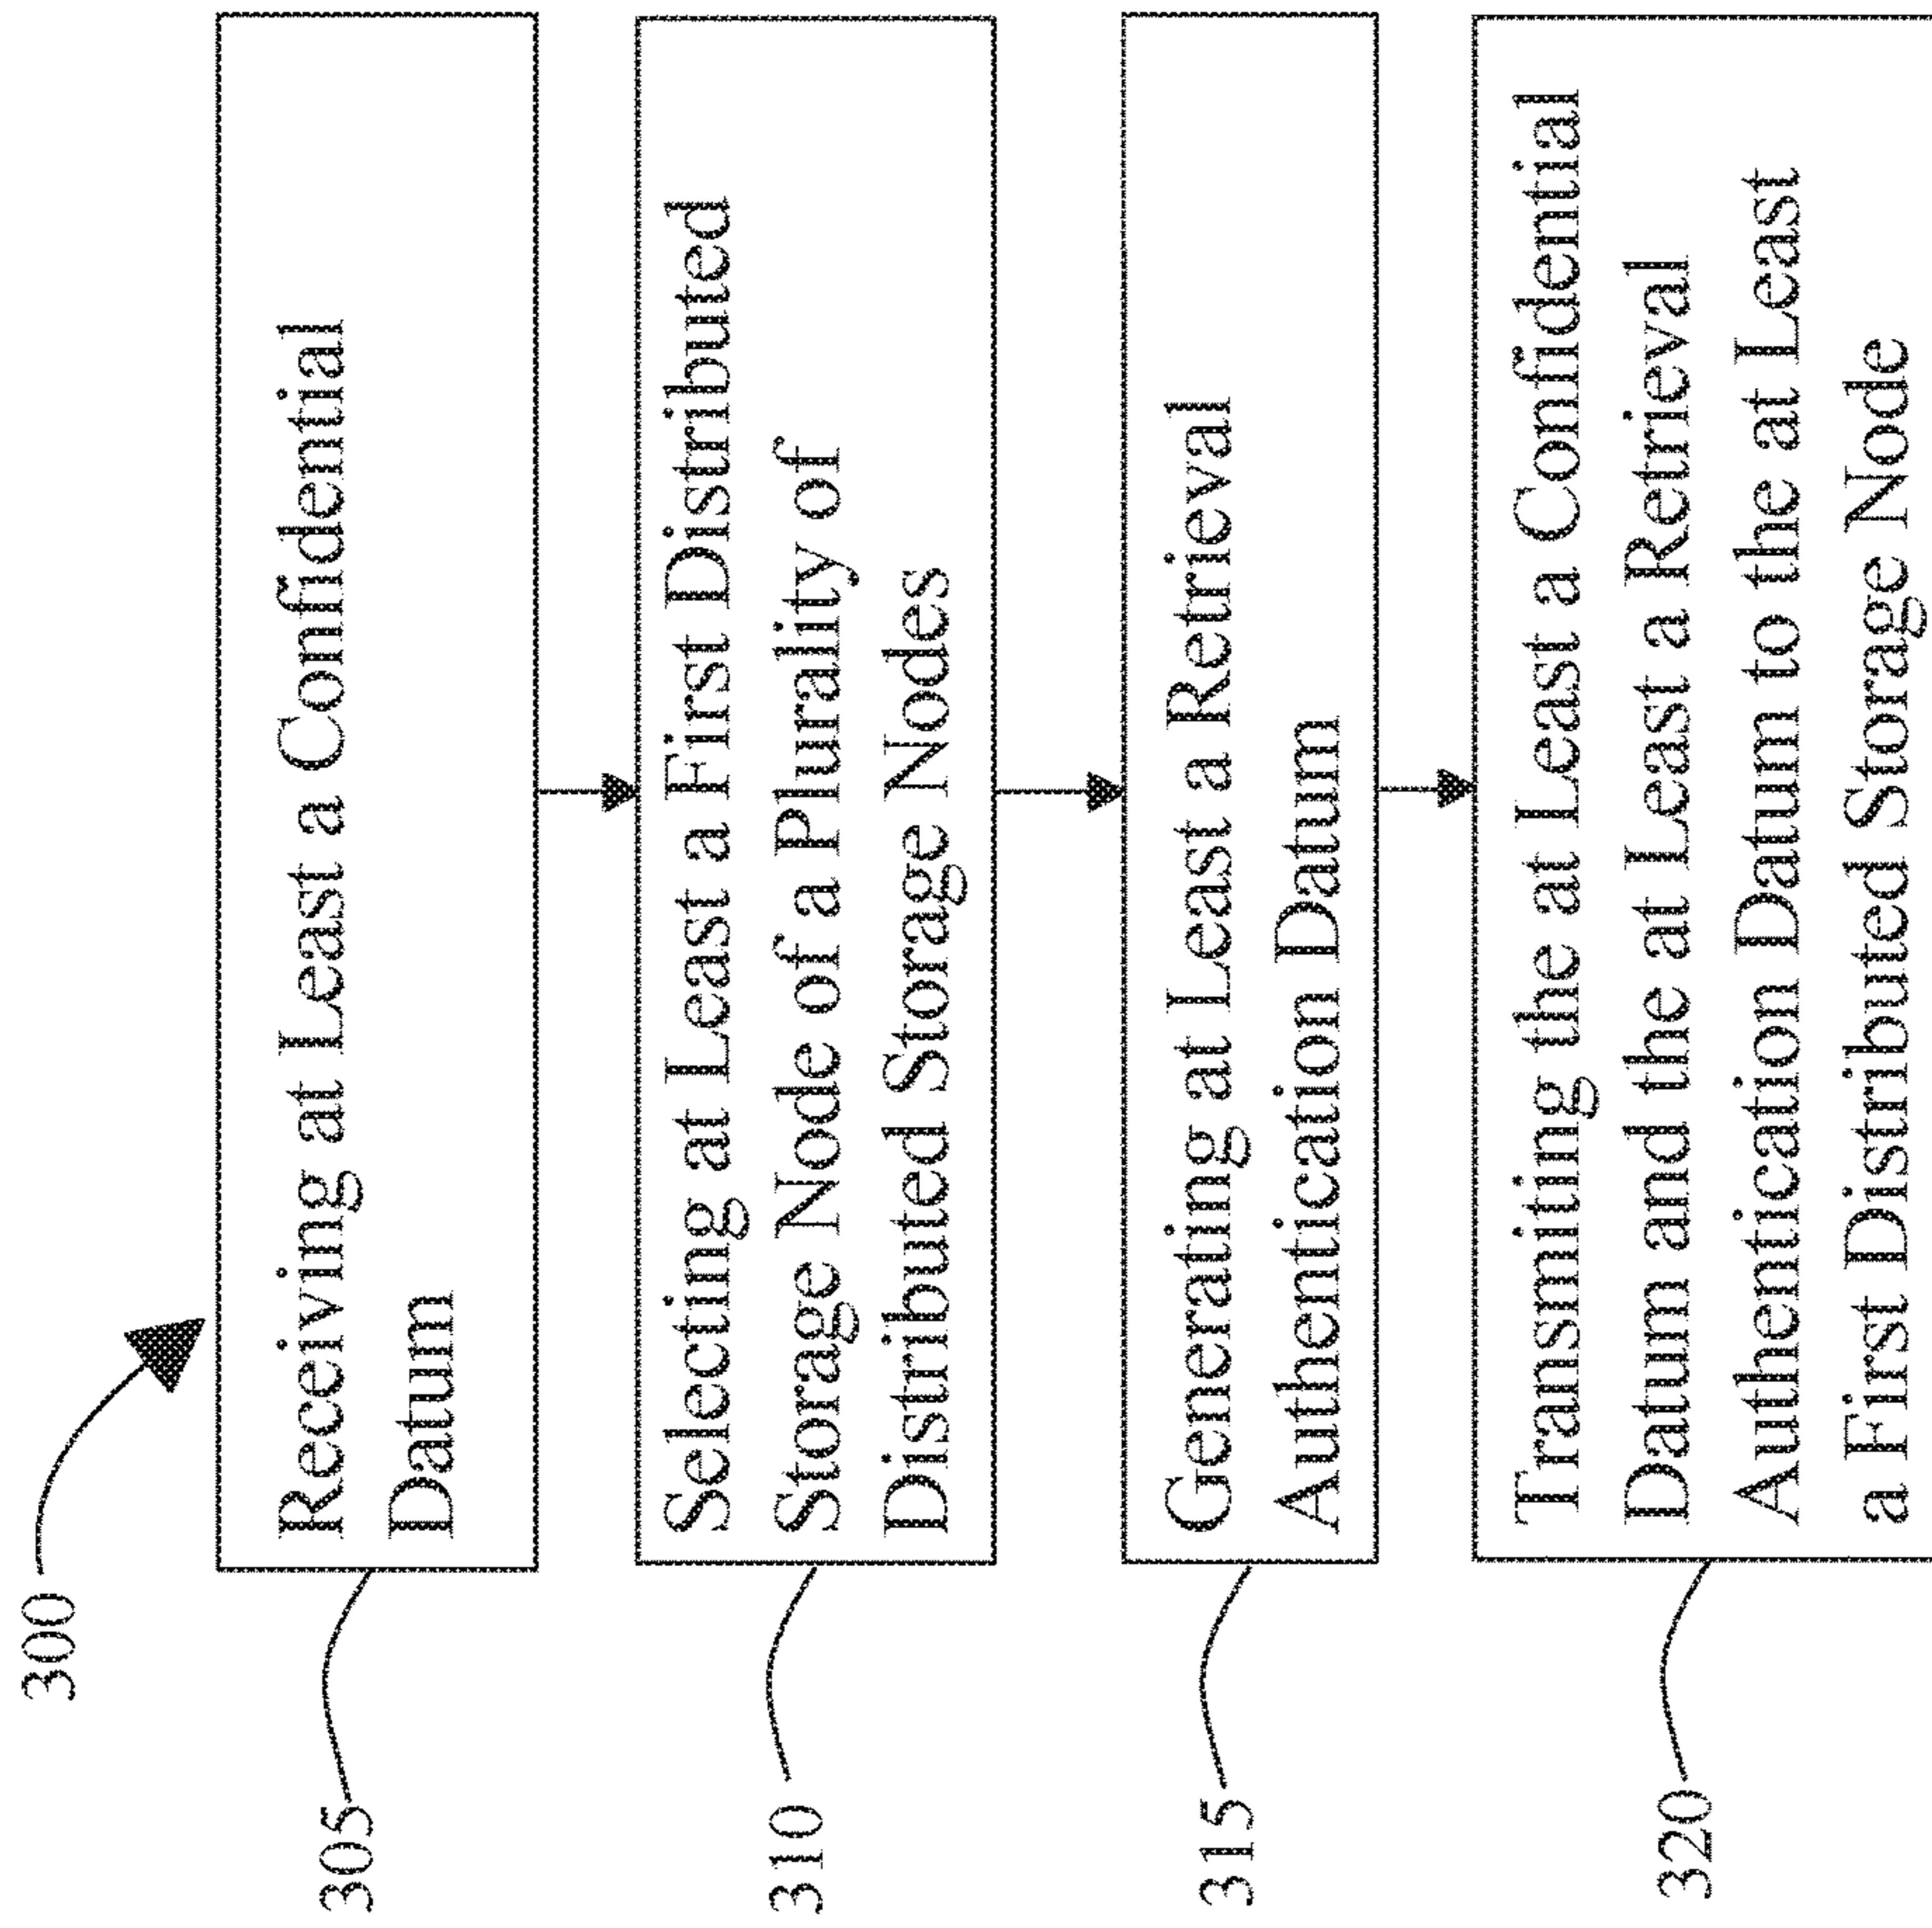 300
305
Receiving at Least a Confidential
Datum
310
Selecting at Least a First Distributed
Storage Node of a Plurality of
Distributed Storage Nodes
315
Generating at Least a Retrieval
Authentication Datum
320
Transmiting the at Least a Confidential
Datum and the at Least a Retrieval
Authentication Datum to the at Least
a First Distributed Storage Node